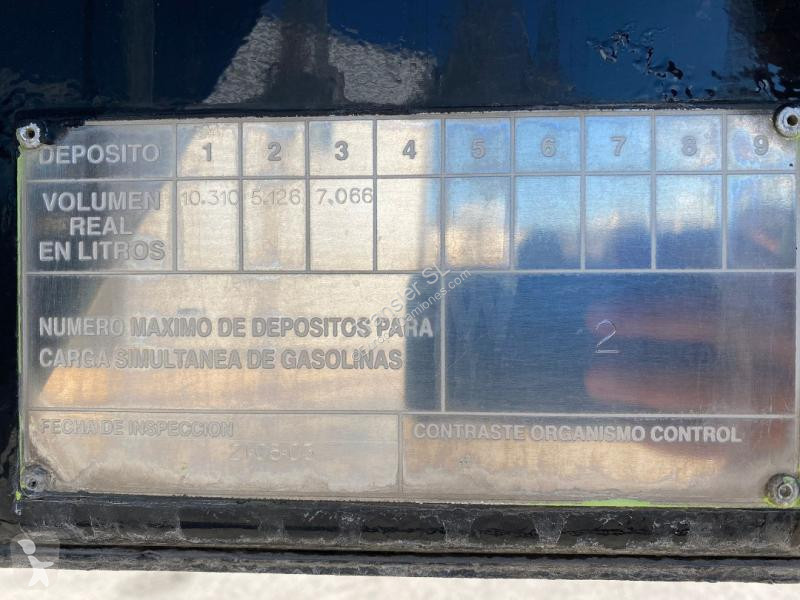 DEPOSITO 1 2 3 4 5 6 7 8 9
VOLUMEN 10.310 5.126 7.066
REAL
EN LITROS
NUMERO MAXIMO DE DEPOSITOS PARA
CARGA SIMULTANEA DE GASOLINAS
2
FECHA DE INSPECCION
CONTRASTE ORGANISMO CONTROL